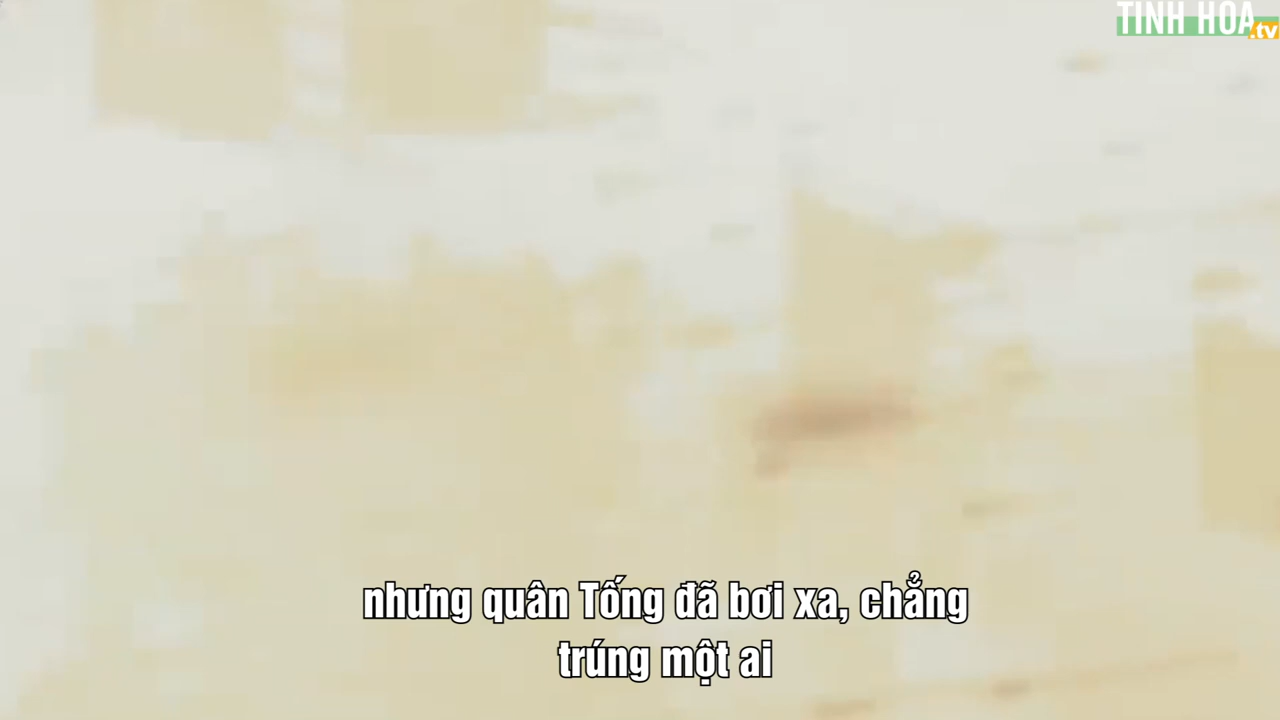 TINH HOA
.tv
nhưng quân Tống đã bơi xa, chẳng
trúng một ai